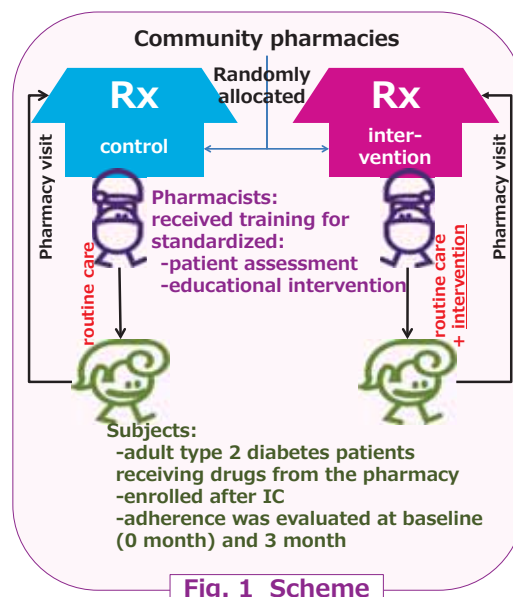 Community pharmacies
Randomly
allocated
Rx
control
Rx
inter-
vention
Pharmacy visit
Pharmacy visit
Pharmacists:
received training for
standardized:
-patient assessment
-educational intervention
routine care
routine care
+ intervention
Subjects:
-adult type 2 diabetes patients
receiving drugs from the pharmacy
-enrolled after IC
-adherence was evaluated at baseline
(0 month) and 3 month
Fig. 1 Scheme